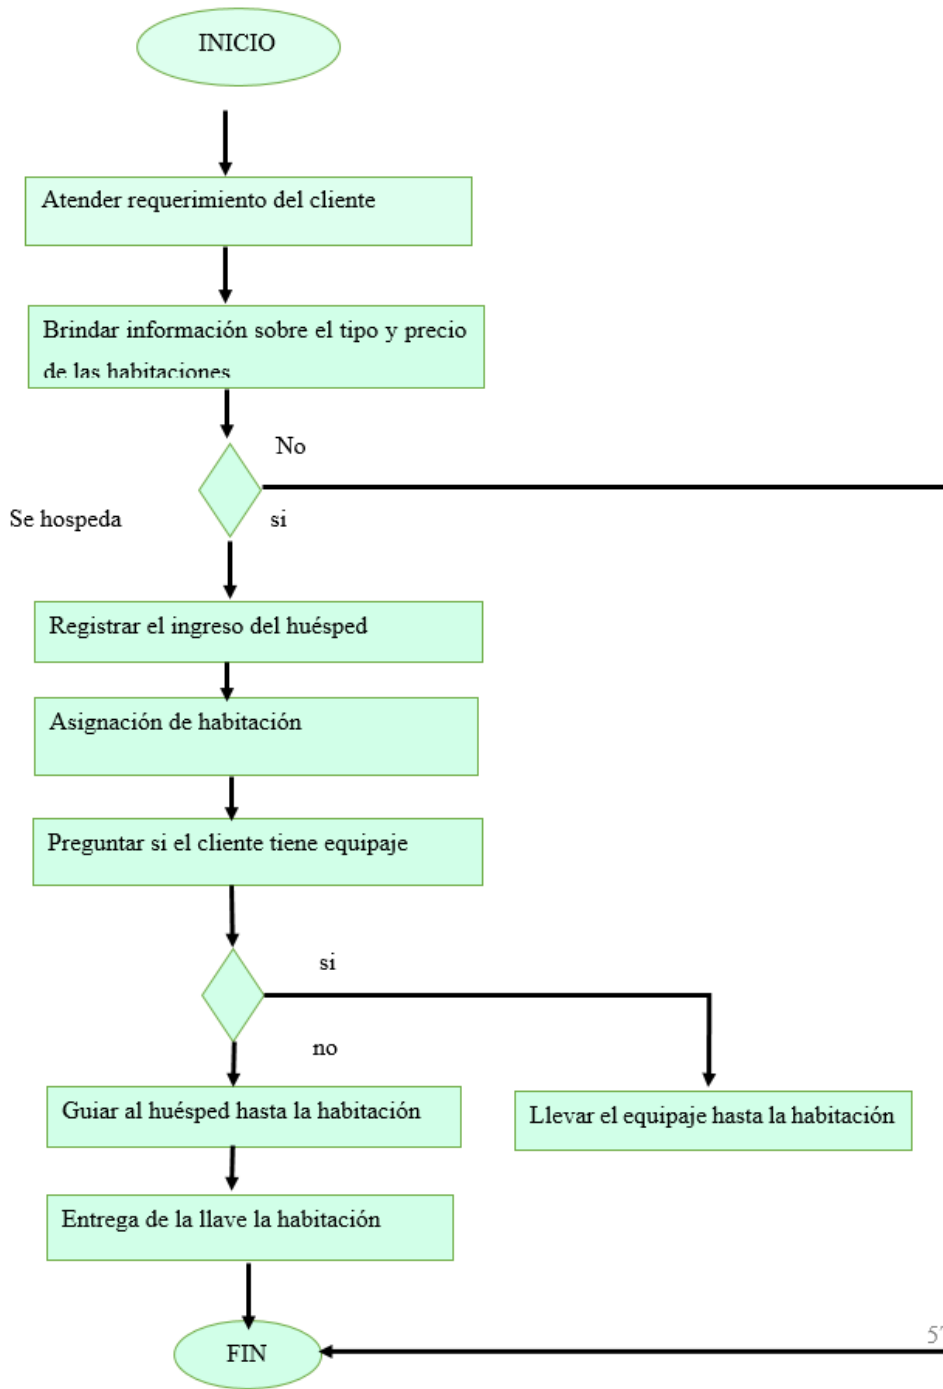 INICIO
Atender requerimiento del cliente
Brindar información sobre el tipo y precio
de las habitaciones
No
Se hospeda
si
Registrar el ingreso del huésped
Asignación de habitación
Preguntar si el cliente tiene equipaje
si
no
Guiar al huésped hasta la habitación
Llevar el equipaje hasta la habitación
Entrega de la llave la habitación
FIN